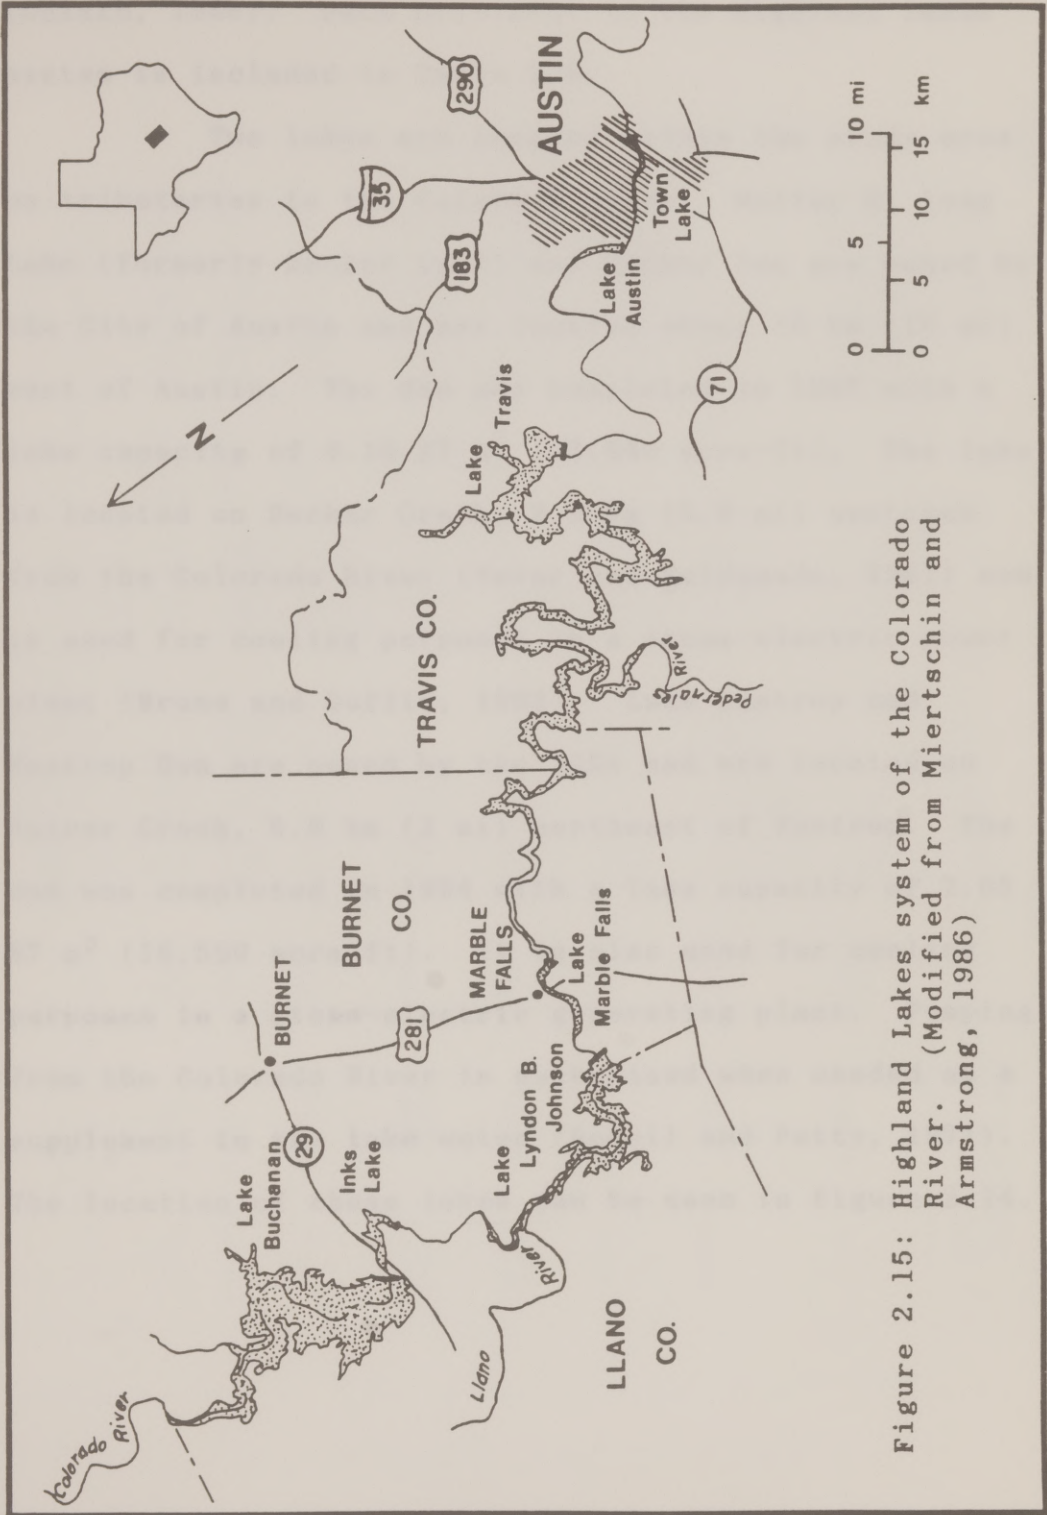 Colorado River
Lake
Buchanan
29
BURNET
Inks
Lake
281
BURNET
CO.
Llano
River
LLANO
CO.
Lake
Lyndon B.
Johnson
MARBLE
FALLS
Lake
Marble Falls
TRAVIS CO.
Pedernales
River
Lake Travis
N
183
35
290
AUSTIN
Lake
Austin
Town
Lake
71
0 5 10 mi
0 5 10 15 km
Figure 2.15: Highland Lakes system of the Colorado
River. (Modified from Miertschin and
Armstrong,1986)